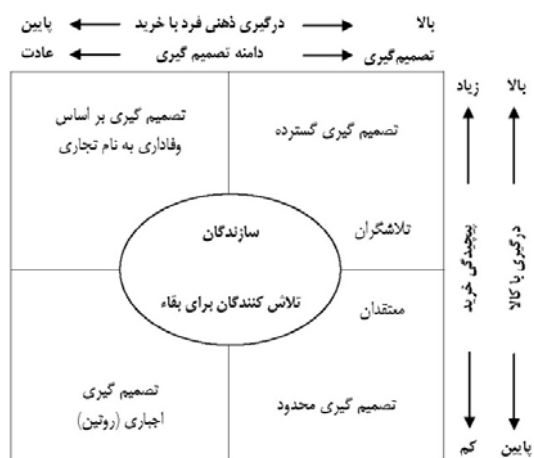 بالا درگیری ذهنی فرد با خرید پایین
تصمیم‌گیری دامنه تصمیم گیری عادت
بالا زیاد
تصمیم گیری گسترده
تصمیم گیری بر اساس
وفاداری به نام تجاری
درگیری با کالا
پیچیدگی خرید
تلاشگران
سازندگان
معتقدان
تلاش کنندگان برای بقاء
تصمیم گیری محدود
تصمیم گیری
اجباری (روتین)
پایین کم